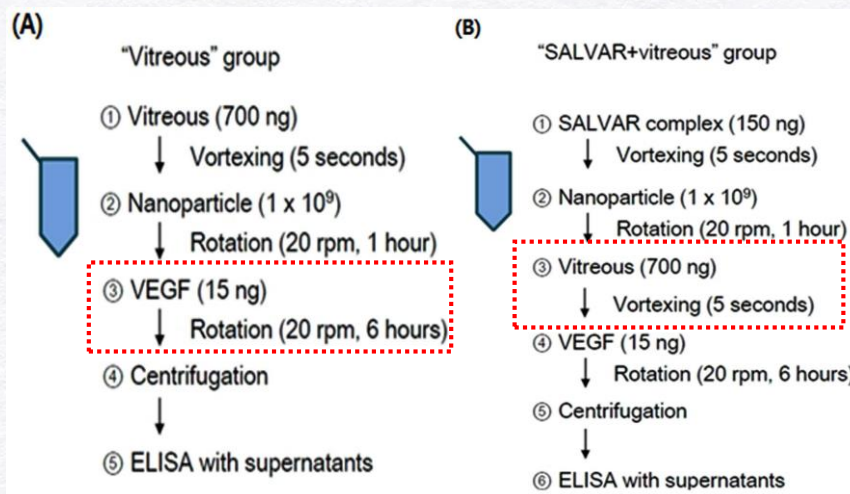 (A)
"Vitreous" group
① Vitreous (700 ng)
Vortexing (5 seconds)
② Nanoparticle (1 x 10⁹)
Rotation (20 rpm, 1 hour)
③ VEGF (15 ng)
Rotation (20 rpm, 6 hours)
④ Centrifugation
⑤ ELISA with supernatants
(B)
"SALVAR+vitreous" group
① SALVAR complex (150 ng)
Vortexing (5 seconds)
② Nanoparticle (1 x 10⁹)
Rotation (20 rpm, 1 hour)
③ Vitreous (700 ng)
Vortexing (5 seconds)
④ VEGF (15 ng)
Rotation (20 rpm, 6 hours)
⑤ Centrifugation
⑥ ELISA with supernatants